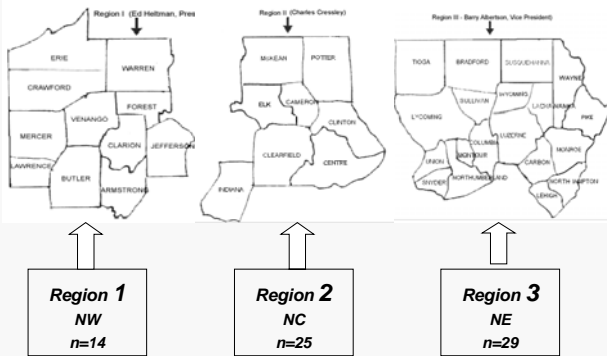 Region I (Ed Heltman, Pres
ERIE
WARREN
CRAWFORD
FOREST
VENANGO
MERCER
CLARION
JEFFERSON
LAWRENCE
BUTLER
ARMSTRONG
Region II (Charles Cressley)
McKEAN
POTTER
ELK
CAMERON
CLINTON
CLEARFIELD
CENTRE
INDIANA
Region III - Barry Albertson, Vice President)
TIOGA
BRADFORD
SUSQUEHANNA
WAYNE
WYOMING
SULLIVAN
LACKAWANNA
LYCOMING
PIKE
COLUMBIA
LUZERNE
MONROE
UNION
MONTOUR
CARBON
SNYDER
NORTHUMBERLAND
NORTHAMPTON
LEHIGH
Region 1
NW
n=14
Region 2
NC
n=25
Region 3
NE
n=29